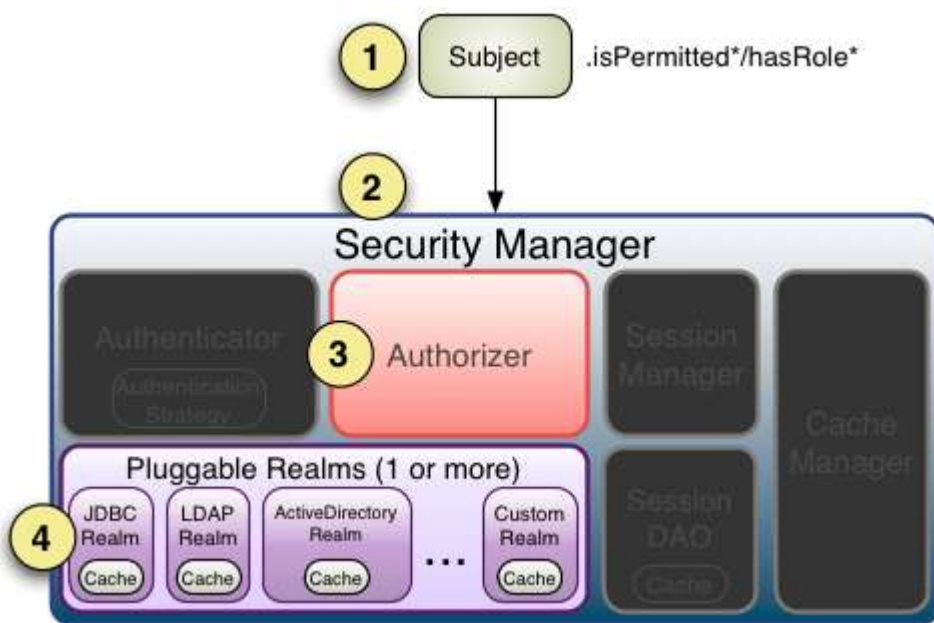 1
Subject
.isPermitted*/hasRole*
2
Security Manager
Authenticator
Authentication
Strategy
3
Authorizer
Session
Manager
Cache
Manager
Pluggable Realms (1 or more)
4
JDBC
Realm
Cache
LDAP
Realm
Cache
ActiveDirectory
Realm
Cache
...
Custom
Realm
Cache
Session
DAO
Cache